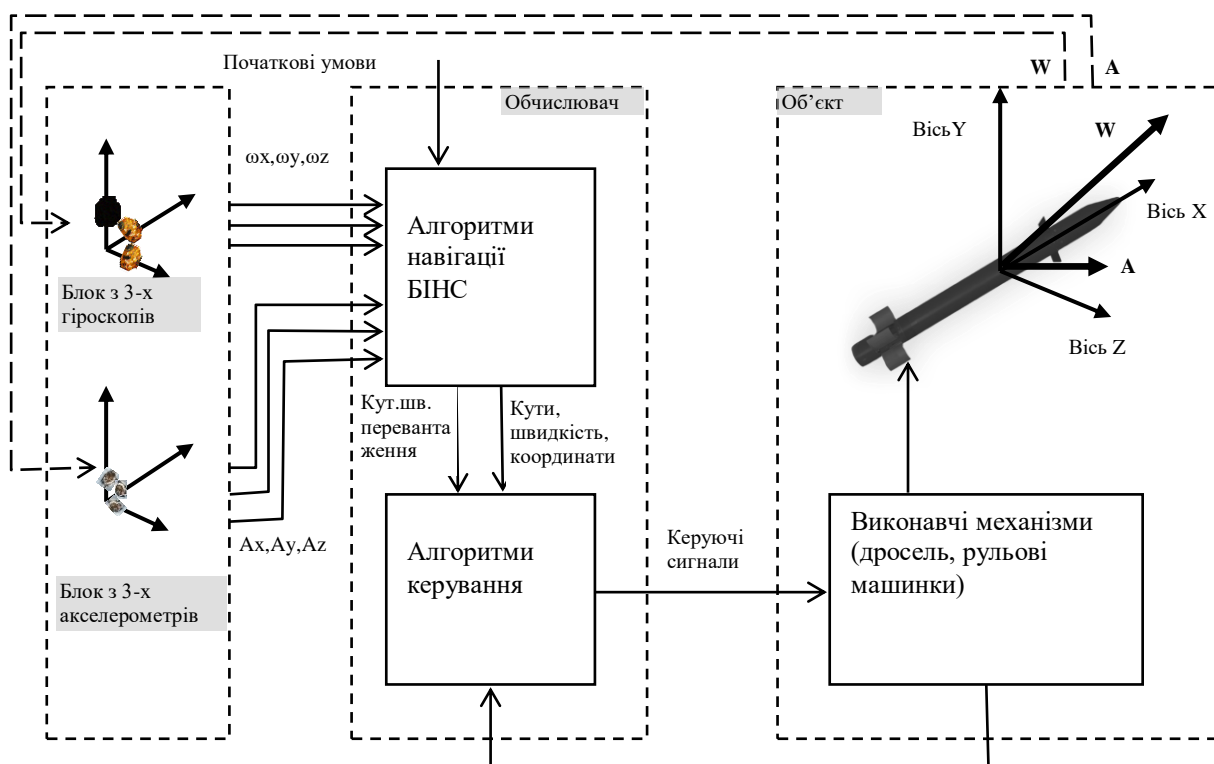 W A
Початкові умови
Обчислювач
Об’єкт
ВісьY
W
ωx,ωy,ωz
Вісь X
Алгоритми
навігації
БІНС
A
Блок з 3-х
гіроскопів
Вісь Z
Кут.шв.
переванта
ження
Кути,
швидкість,
координати
Ax,Ay,Az
Алгоритми
керування
Керуючі
сигнали
Виконавчі механізми
(дросель, рульові
машинки)
Блок з 3-х
акселерометрів